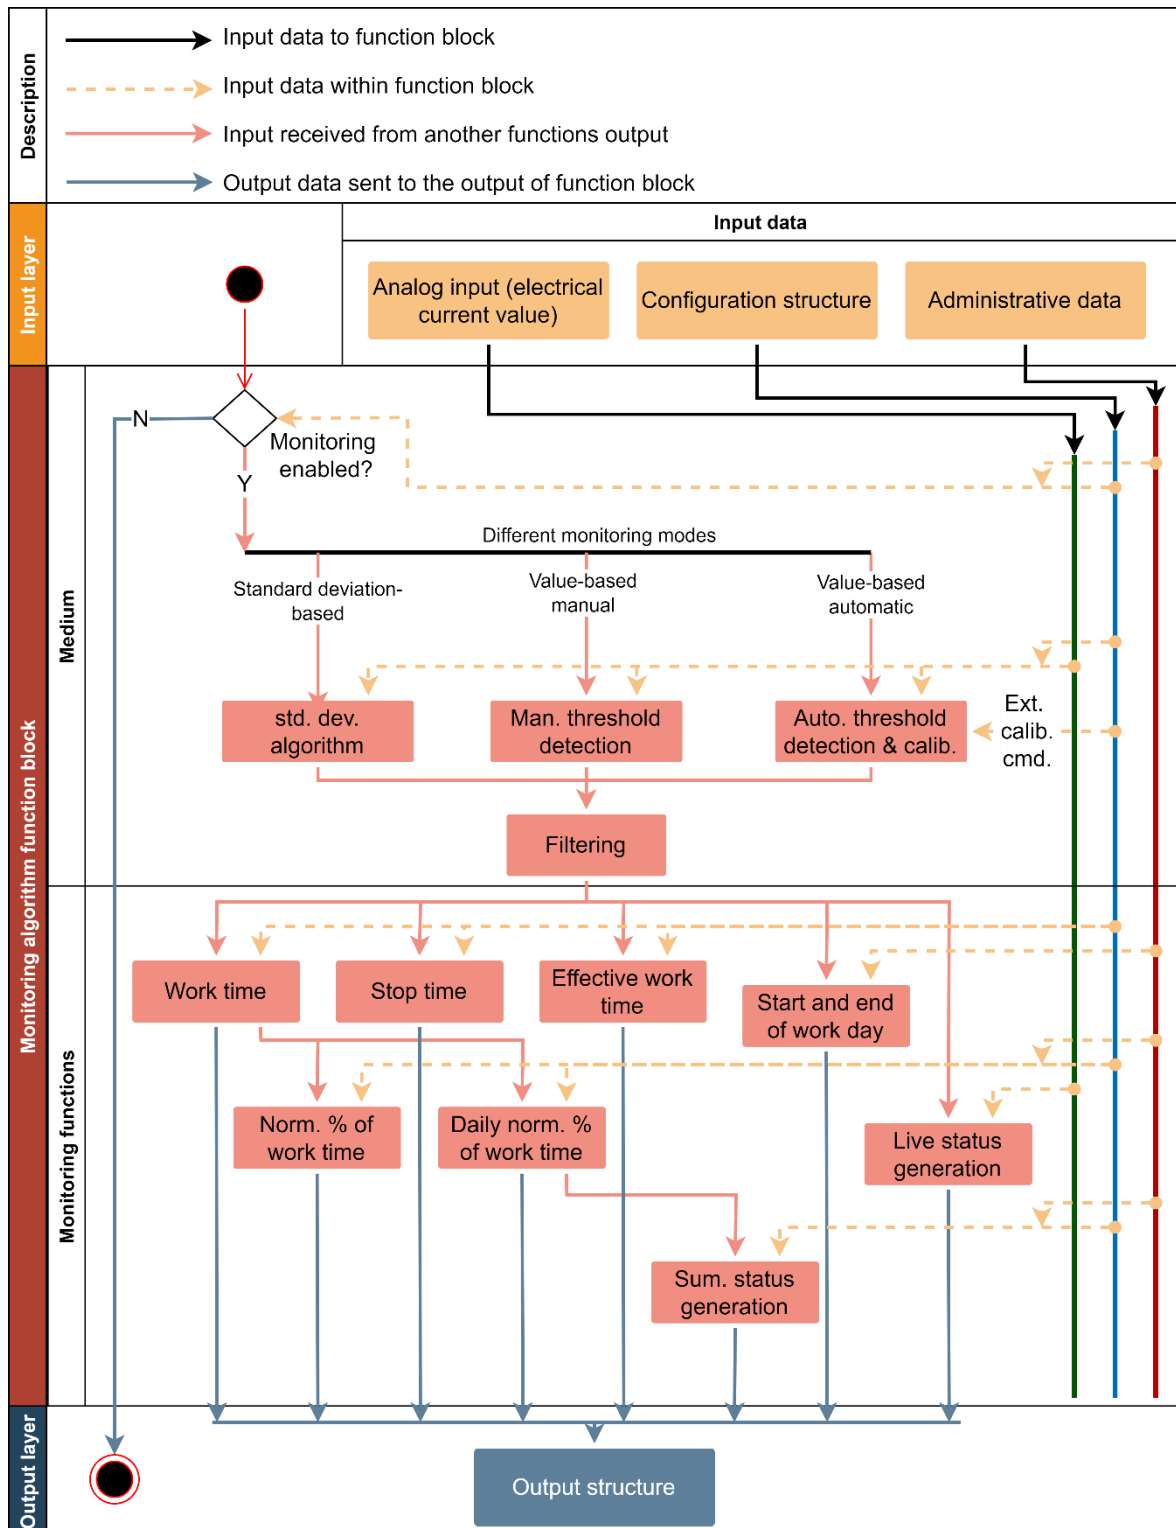 Description
Input data to function block
Input data within function block
Input received from another functions output
Output data sent to the output of function block
Input layer
Input data
Analog input (electrical
current value)
Configuration structure
Administrative data
Monitoring algorithm function block
Medium
N
Monitoring
enabled?
Y
Different monitoring modes
Standard deviation-
based
Value-based
manual
Value-based
automatic
std. dev.
algorithm
Man. threshold
detection
Auto. threshold
detection & calib.
Ext.
calib.
cmd.
Filtering
Monitoring functions
Work time
Stop time
Effective work
time
Start and end
of work day
Norm. % of
work time
Daily norm. %
of work time
Live status
generation
Sum. status
generation
Output layer
Output structure